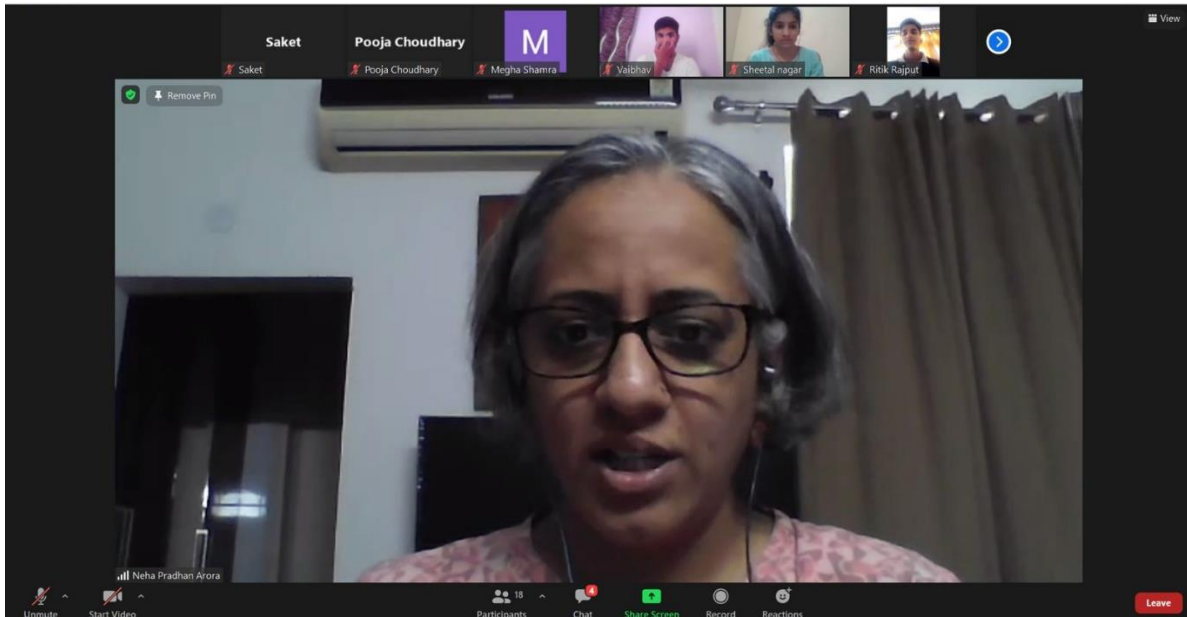 View
Saket
Pooja Choudhary
M
Saket
Pooja Choudhary
Megha Shamra
Vaibhav
Sheetal nagar
Ritik Rajput
Remove Pin
Neha Pradhan Arora
18
4
Unmute
Start Video
Participants
Chat
Share Screen
Record
Reactions
Leave